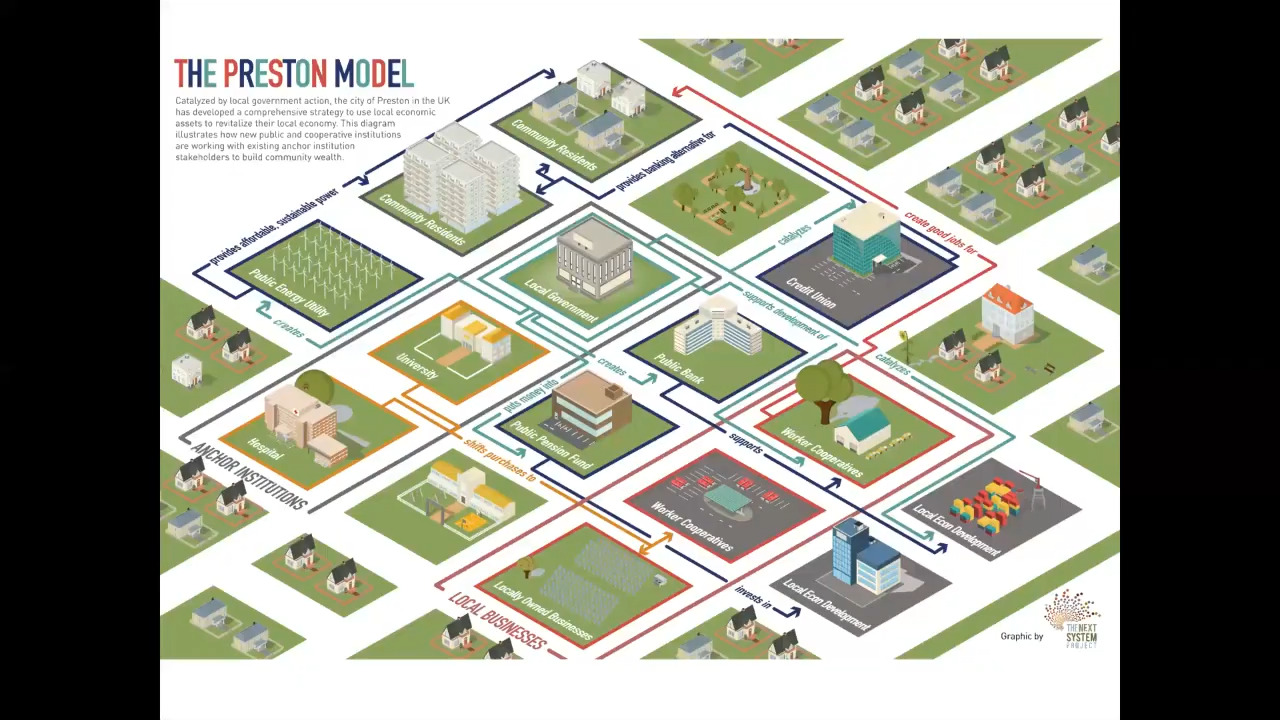 THE PRESTON MODEL
Catalyzed by local government action, the city of Preston in the UK
has developed a comprehensive strategy to use local economic
assets to revitalize their local economy. This diagram
illustrates how new public and cooperative institutions
are working with existing anchor institution
stakeholders to build community wealth.
Community Residents
provides banking alternative for
Community Residents
provides affordable, sustainable power
create good jobs for
catalyzes
Public Energy Utility
Local Government
Credit Union
supports development of
creates
University
creates
Public Bank
catalyzes
puts money into
Hospital
shifts purchases to
Public Pension Fund
supports
Worker Cooperatives
ANCHOR INSTITUTIONS
Worker Cooperatives
Local Econ Development
Locally Owned Businesses
invests in
Local Econ Development
LOCAL BUSINESSES
Graphic by
THE NEXT
SYSTEM
PROJECT